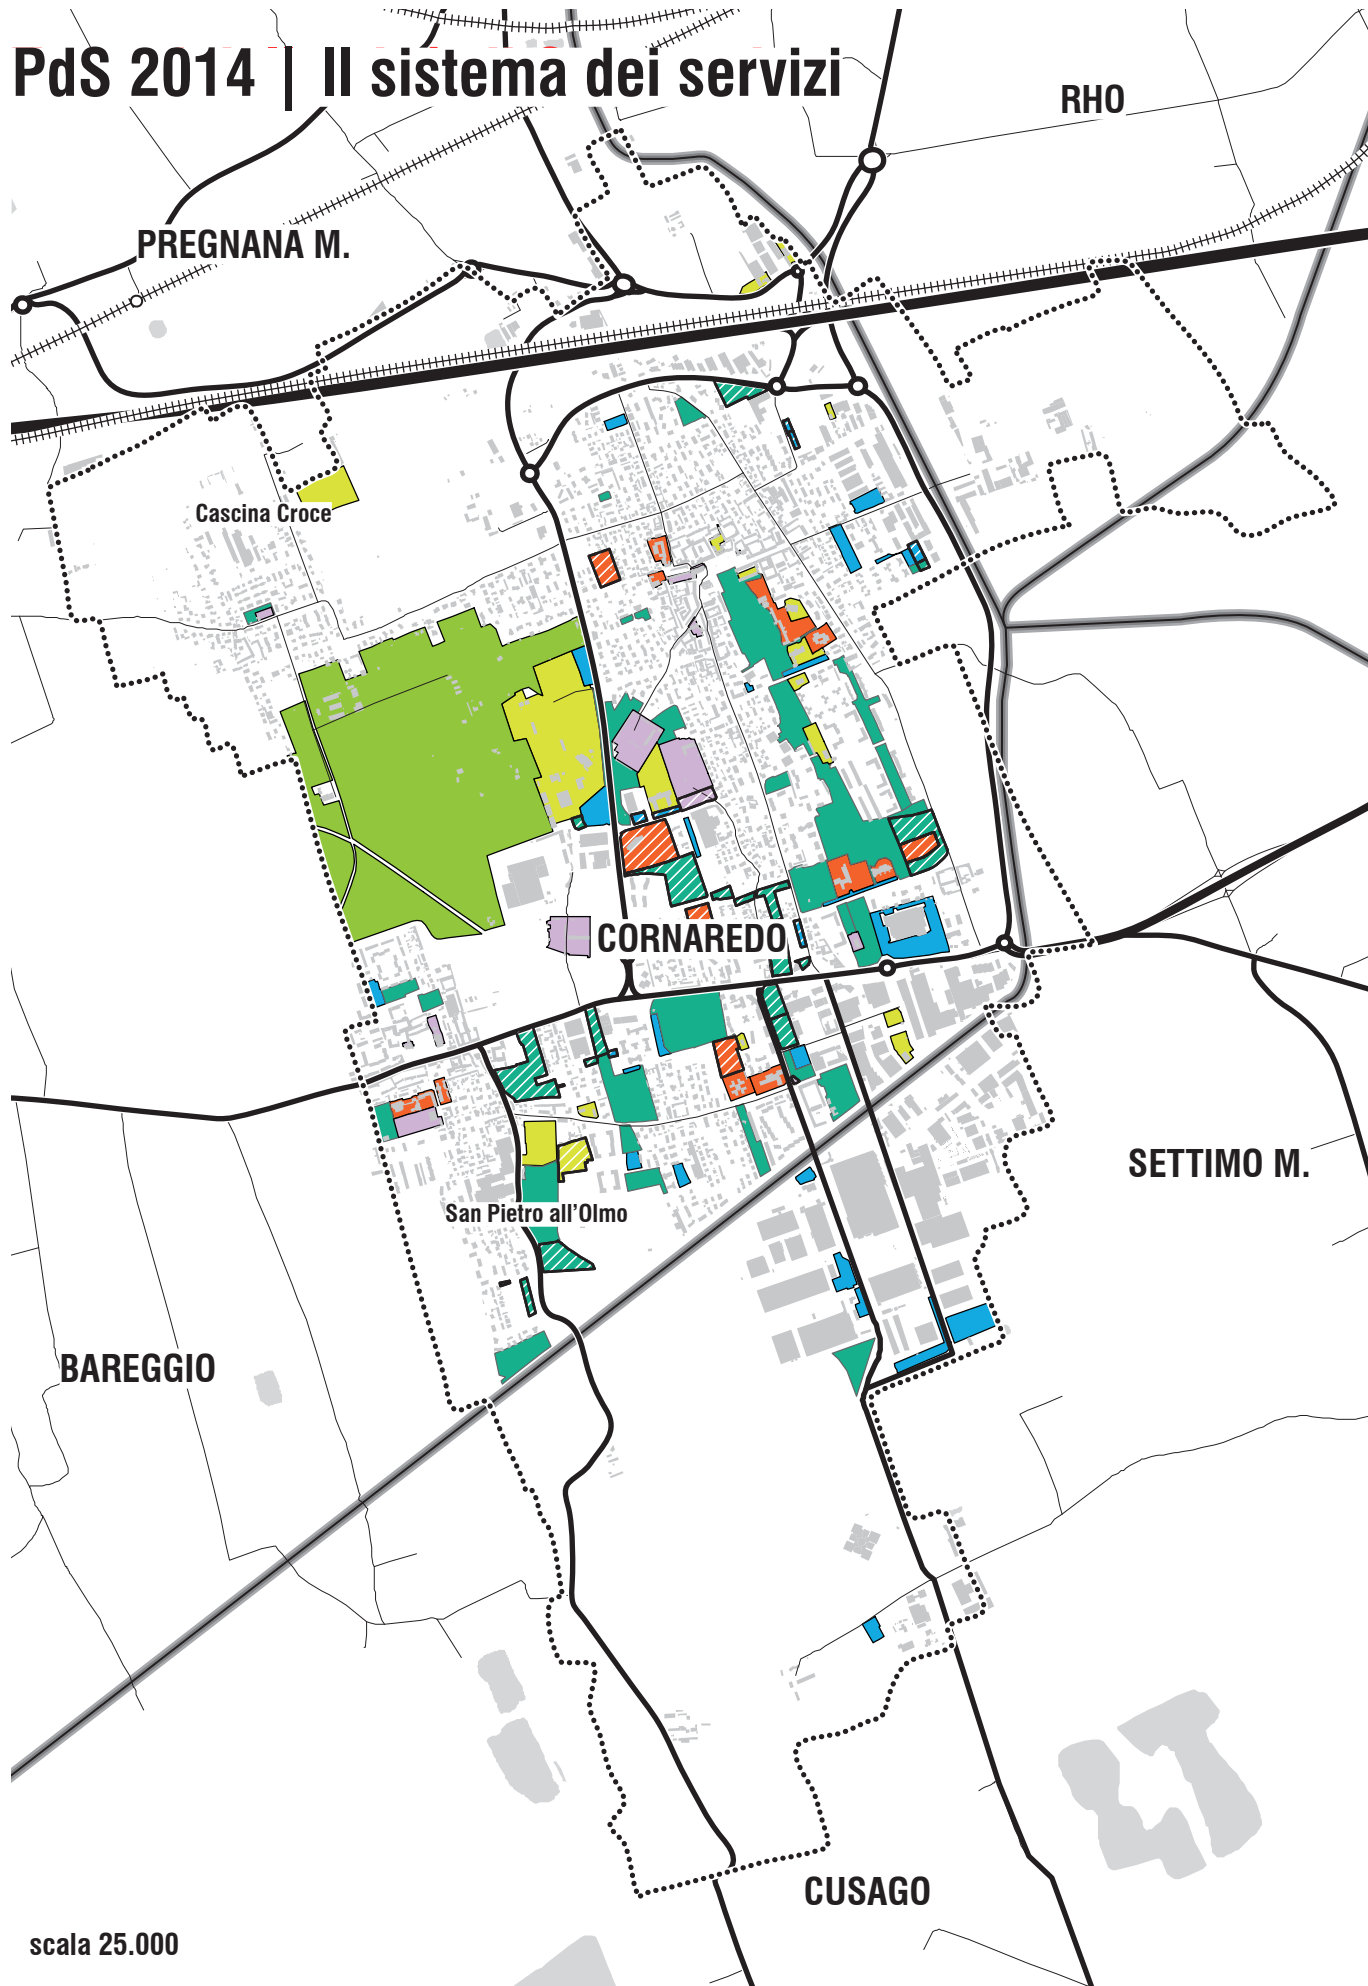 PdS 2014 | Il sistema dei servizi
RHO
PREGNANA M.
Cascina Croce
CORNAREDO
SETTIMO M.
San Pietro all'Olmo
BAREGGIO
CUSAGO
scala 25.000